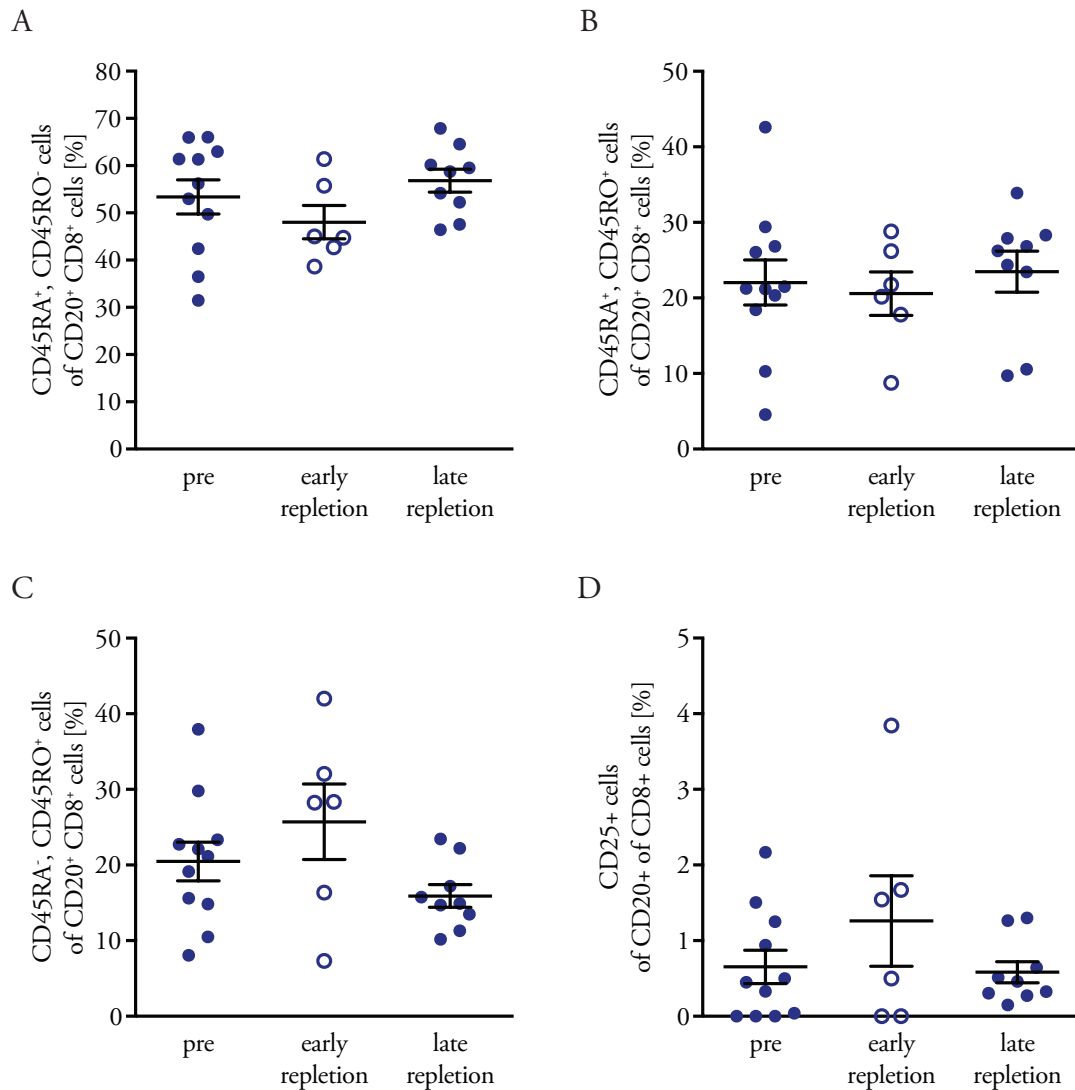 A
CD45RA⁺, CD45RO⁻ cells
of CD20⁺ CD8⁺ cells [%]
80
70
60
50
40
30
20
10
0
pre
early
repletion
late
repletion
B
CD45RA⁺, CD45RO⁺ cells
of CD20⁺ CD8⁺ cells [%]
50
40
30
20
10
0
pre
early
repletion
late
repletion
C
CD45RA⁻, CD45RO⁺ cells
of CD20⁺ CD8⁺ cells [%]
50
40
30
20
10
0
pre
early
repletion
late
repletion
D
CD25+ cells
of CD20+ of CD8+ cells [%]
5
4
3
2
1
0
pre
early
repletion
late
repletion